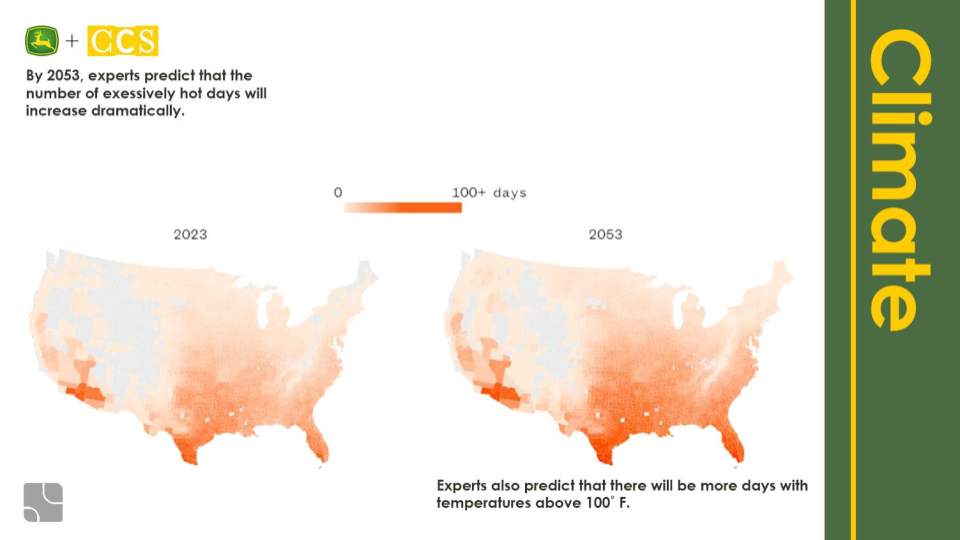 + CCS
By 2053, experts predict that the
number of exessively hot days will
increase dramatically.
0 100+ days
2023
2053
Experts also predict that there will be more days with
temperatures above 100° F.
Climate